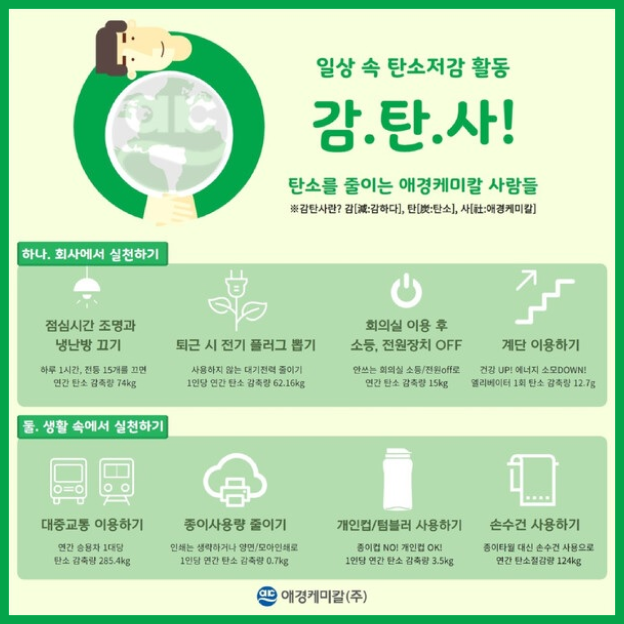 일상 속 탄소저감 활동
감.탄.사!
탄소를 줄이는 애경케미칼 사람들
※감탄사란? 감[減:감하다], 탄[炭:탄소], 사[社:애경케미칼]
하나. 회사에서 실천하기
점심시간 조명과
냉난방 끄기
하루 1시간, 전등 15개를 끄면
연간 탄소 감축량 74kg
퇴근 시 전기 플러그 뽑기
사용하지 않는 대기전력 줄이기
1인당 연간 탄소 감축량 62.16kg
회의실 이용 후
소등, 전원장치 OFF
안쓰는 회의실 소등/전원off로
연간 탄소 감축량 15kg
계단 이용하기
건강 UP! 에너지 소모DOWN!
엘리베이터 1회 탄소 감축량 12.7g
둘. 생활 속에서 실천하기
대중교통 이용하기
연간 승용차 1대당
탄소 감축량 285.4kg
종이사용량 줄이기
인쇄는 생략하거나 양면/모아인쇄로
1인당 연간 탄소 감축량 0.7kg
개인컵/텀블러 사용하기
종이컵 NO! 개인컵 OK!
1인당 연간 탄소 감축량 3.5kg
손수건 사용하기
종이타월 대신 손수건 사용으로
연간 탄소절감량 124kg
애경케미칼(주)